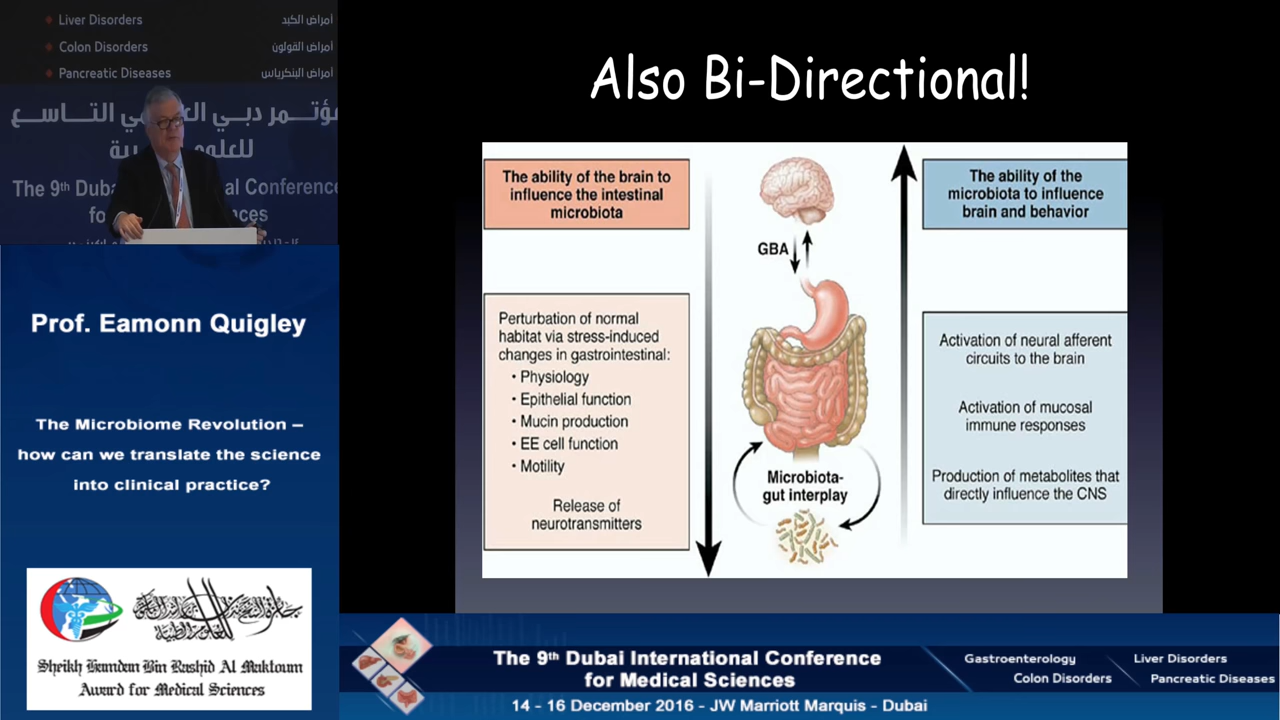 Liver Disorders
أمراض الكبد
Colon Disorders
أمراض القولون
Pancreatic Diseases
أمراض البنكرياس
التاسـع
للعلوم
The 9th Conference
Prof. Eamonn Quigley
The Microbiome Revolution –
how can we translate the science
into clinical practice?
Sheikh Hamdan Bin Rashid Al Maktoum
Award for Medical Sciences
Also Bi-Directional!
The ability of the brain to
influence the intestinal
microbiota
Perturbation of normal
habitat via stress-induced
changes in gastrointestinal:
• Physiology
• Epithelial function
• Mucin production
• EE cell function
• Motility
Release of
neurotransmitters
GBA
Microbiota-
gut interplay
The ability of the
microbiota to influence
brain and behavior
Activation of neural afferent
circuits to the brain
Activation of mucosal
immune responses
Production of metabolites that
directly influence the CNS
The 9th Dubai International Conference
for Medical Sciences
14 - 16 December 2016 - JW Marriott Marquis - Dubai
Gastroenterology
Liver Disorders
Colon Disorders
Pancreatic Diseases